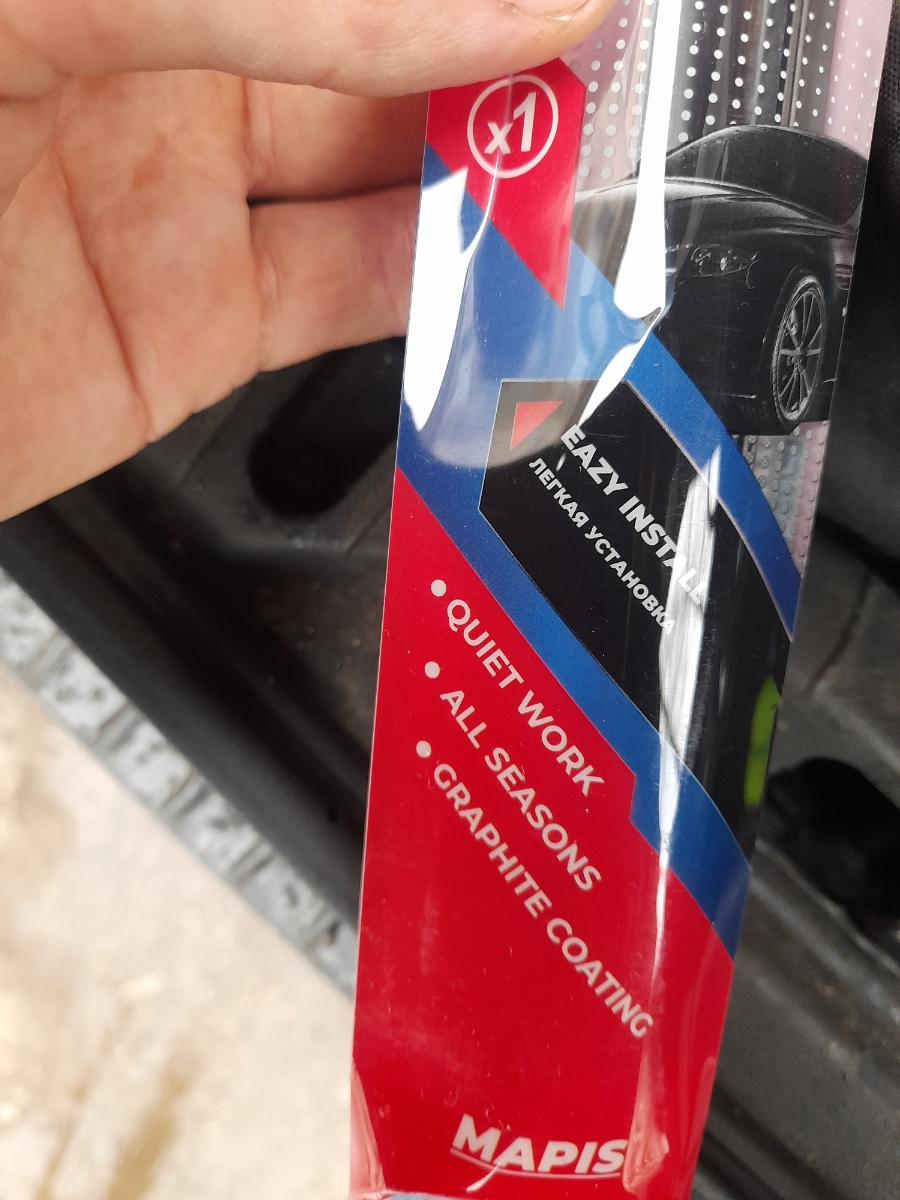 x1
EAZY INSTALL
ЛЕГКАЯ УСТАНОВКА
• QUIET WORK
• ALL SEASONS
• GRAPHITE COATING
MAPIS